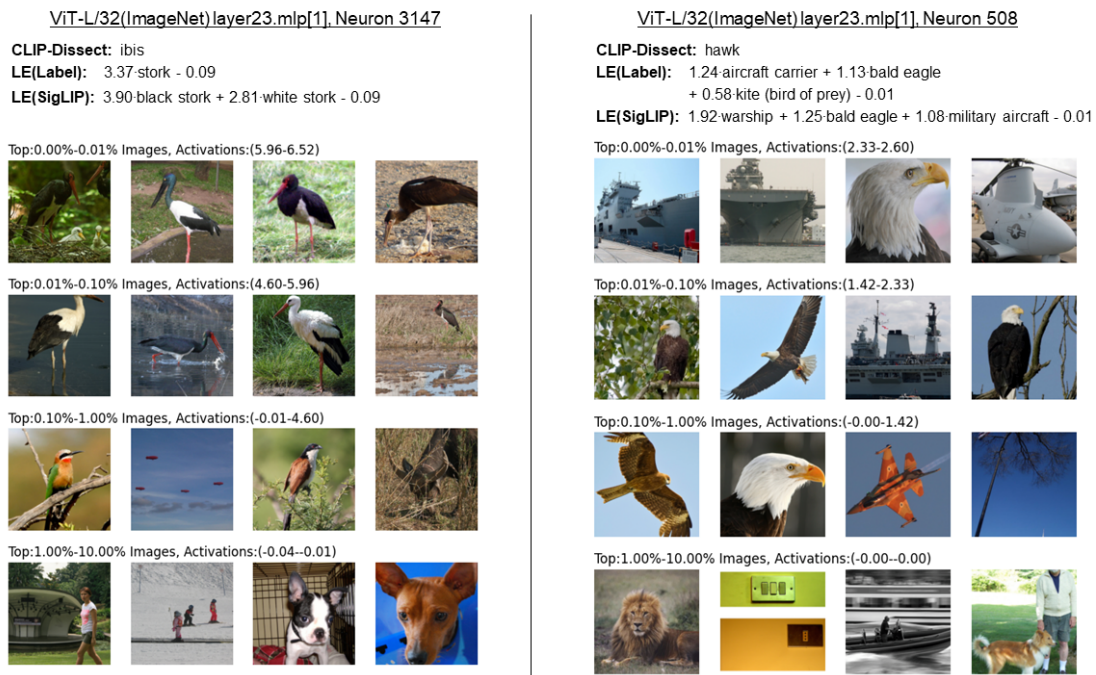 ViT-L/32(ImageNet) layer23.mlp[1], Neuron 3147
CLIP-Dissect: ibis
LE(Label): 3.37·stork - 0.09
LE(SigLIP): 3.90·black stork + 2.81·white stork - 0.09
Top:0.00%-0.01% Images, Activations:(5.96-6.52)
Top:0.01%-0.10% Images, Activations:(4.60-5.96)
Top:0.10%-1.00% Images, Activations:(-0.01-4.60)
Top:1.00%-10.00% Images, Activations:(-0.04--0.01)
ViT-L/32(ImageNet) layer23.mlp[1], Neuron 508
CLIP-Dissect: hawk
LE(Label): 1.24·aircraft carrier + 1.13·bald eagle
+ 0.58·kite (bird of prey) - 0.01
LE(SigLIP): 1.92·warship + 1.25·bald eagle + 1.08·military aircraft - 0.01
Top:0.00%-0.01% Images, Activations:(2.33-2.60)
Top:0.01%-0.10% Images, Activations:(1.42-2.33)
Top:0.10%-1.00% Images, Activations:(-0.00-1.42)
Top:1.00%-10.00% Images, Activations:(-0.00--0.00)